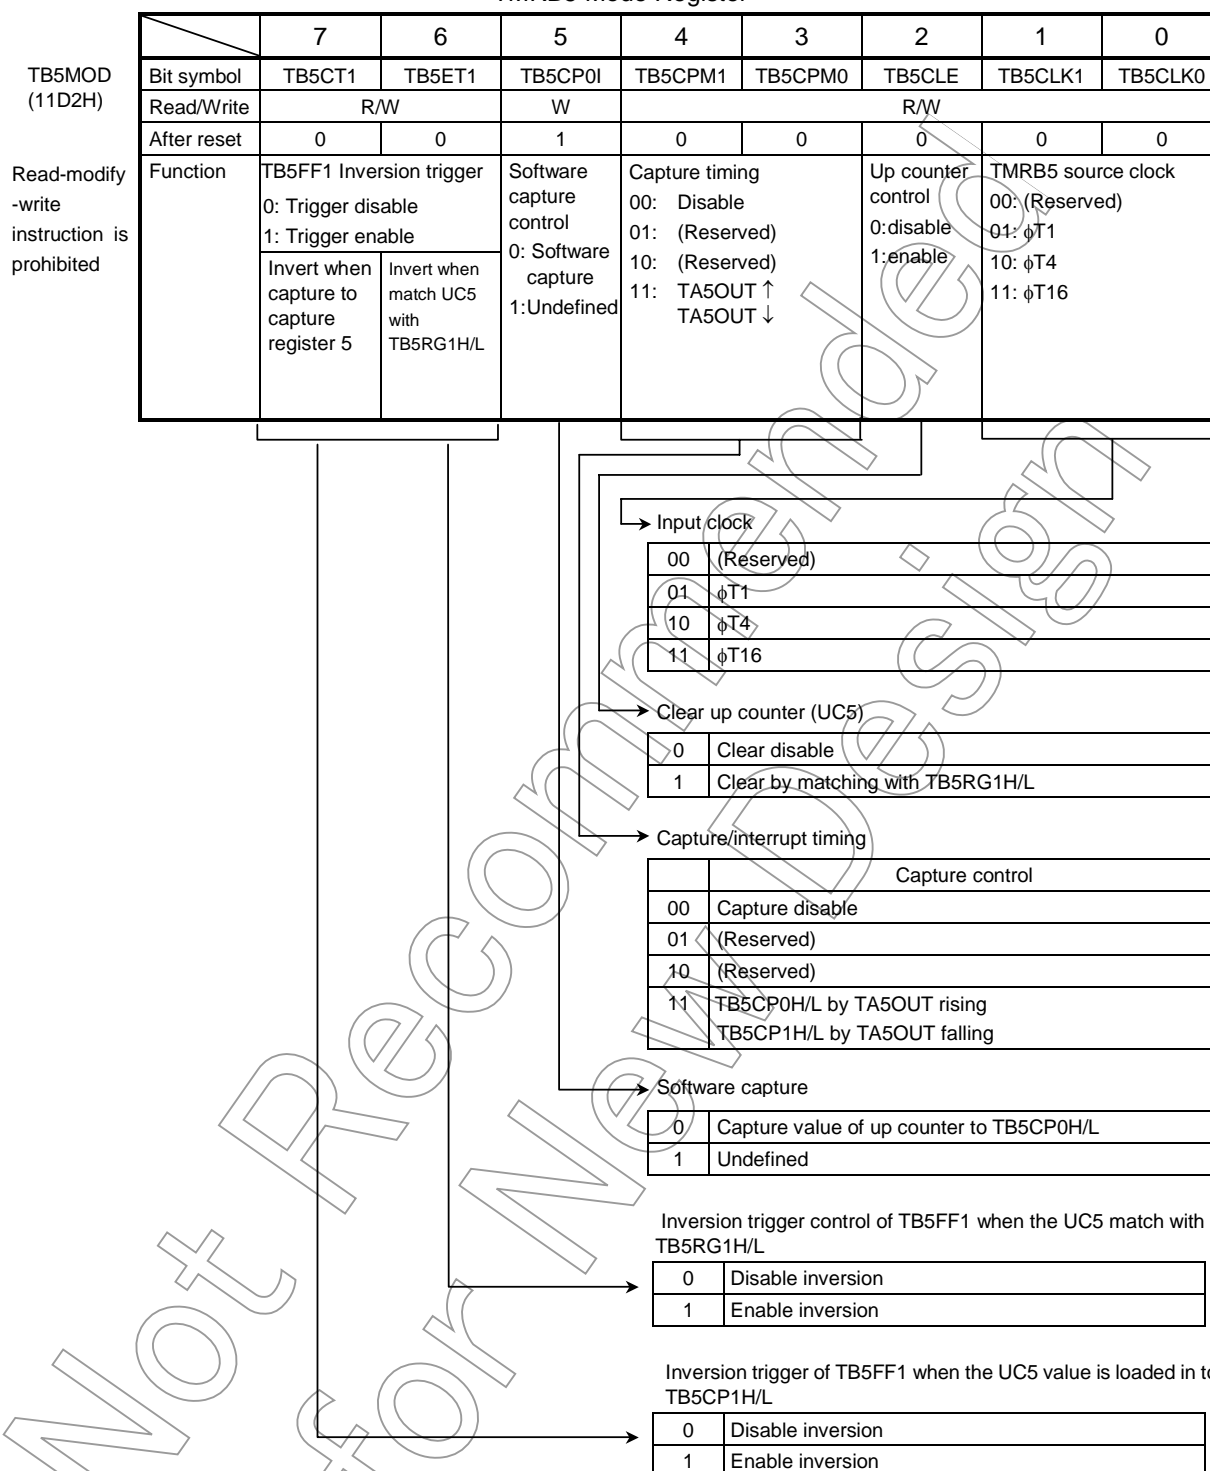 TMRB5 Mode Register
7 6 5 4 3 2 1 0
TB5MOD
(11D2H)
Bit symbol TB5CT1 TB5ET1 TB5CP0I TB5CPM1 TB5CPM0 TB5CLE TB5CLK1 TB5CLK0
Read/Write R/W W R/W
After reset 0 0 1 0 0 0 0 0
Read-modify
-write
instruction is
prohibited
Function
TB5FF1 Inversion trigger
0: Trigger disable
1: Trigger enable
Invert when
capture to
capture
register 5
Invert when
match UC5
with
TB5RG1H/L
Software
capture
control
0: Software
capture
1:Undefined
Capture timing
00: Disable
01: (Reserved)
10: (Reserved)
11: TA5OUT ↑
TA5OUT ↓
Up counter
control
0:disable
1:enable
TMRB5 source clock
00: (Reserved)
01: ϕT1
10: ϕT4
11: ϕT16
Input clock
00 (Reserved)
01 ϕT1
10 ϕT4
11 ϕT16
Clear up counter (UC5)
0 Clear disable
1 Clear by matching with TB5RG1H/L
Capture/interrupt timing
Capture control
00 Capture disable
01 (Reserved)
10 (Reserved)
11 TB5CP0H/L by TA5OUT rising
TB5CP1H/L by TA5OUT falling
Software capture
0 Capture value of up counter to TB5CP0H/L
1 Undefined
Inversion trigger control of TB5FF1 when the UC5 match with
TB5RG1H/L
0 Disable inversion
1 Enable inversion
Inversion trigger of TB5FF1 when the UC5 value is loaded in to
TB5CP1H/L
0 Disable inversion
1 Enable inversion
Not Recommended
for New Design